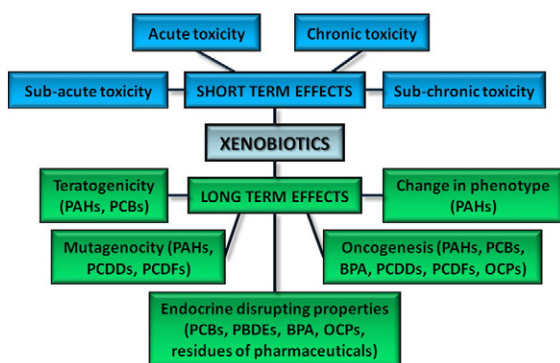 Acute toxicity
Chronic toxicity
Sub-acute toxicity
SHORT TERM EFFECTS
Sub-chronic toxicity
XENOBIOTICS
Teratogenicity
(PAHs, PCBs)
LONG TERM EFFECTS
Change in phenotype
(PAHs)
Mutagenocity (PAHs,
PCDDs, PCDFs)
Oncogenesis (PAHs, PCBs,
BPA, PCDDs, PCDFs, OCPs)
Endocrine disrupting properties
(PCBs, PBDEs, BPA, OCPs,
residues of pharmaceuticals)